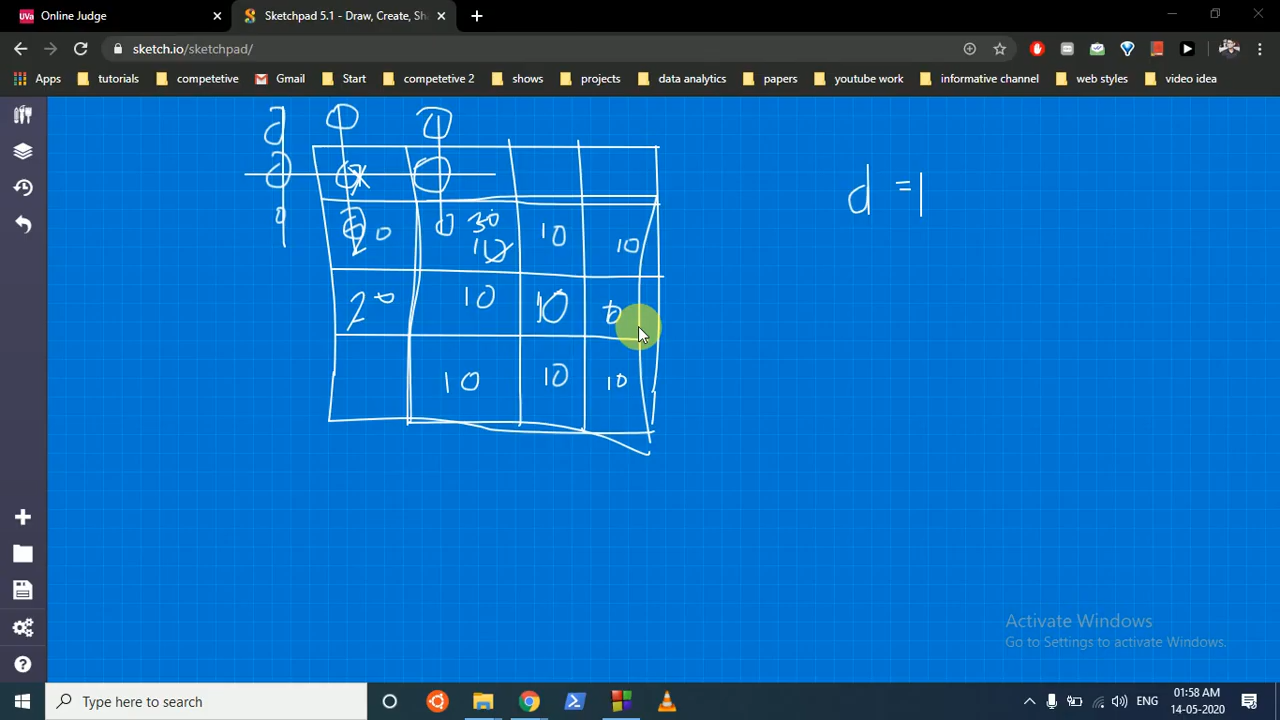 Online Judge
Sketchpad 5.1 - Draw, Create, Sha
sketch.io/sketchpad/
Apps
tutorials
competetive
Gmail
Start
competetive 2
shows
projects
data analytics
papers
youtube work
informative channel
web styles
video idea
d = 1
30
20 10 10 10
20 10 10
10 10 10
Activate Windows
Go to Settings to activate Windows.
Type here to search
ENG
01:58 AM
14-05-2020